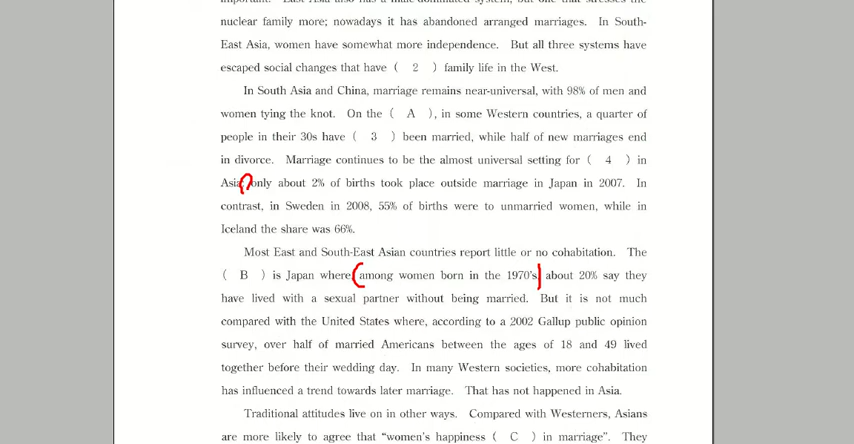 important. East Asia also has a male-dominated system, but one that stresses the
nuclear family more; nowadays it has abandoned arranged marriages. In South-
East Asia, women have somewhat more independence. But all three systems have
escaped social changes that have ( 2 ) family life in the West.
In South Asia and China, marriage remains near-universal, with 98% of men and
women tying the knot. On the ( A ), in some Western countries, a quarter of
people in their 30s have ( 3 ) been married, while half of new marriages end
in divorce. Marriage continues to be the almost universal setting for ( 4 ) in
Asia only about 2% of births took place outside marriage in Japan in 2007. In
contrast, in Sweden in 2008, 55% of births were to unmarried women, while in
Iceland the share was 66%.
Most East and South-East Asian countries report little or no cohabitation. The
( B ) is Japan where, among women born in the 1970's, about 20% say they
have lived with a sexual partner without being married. But it is not much
compared with the United States where, according to a 2002 Gallup public opinion
survey, over half of married Americans between the ages of 18 and 49 lived
together before their wedding day. In many Western societies, more cohabitation
has influenced a trend towards later marriage. That has not happened in Asia.
Traditional attitudes live on in other ways. Compared with Westerners, Asians
are more likely to agree that "women's happiness ( C ) in marriage". They